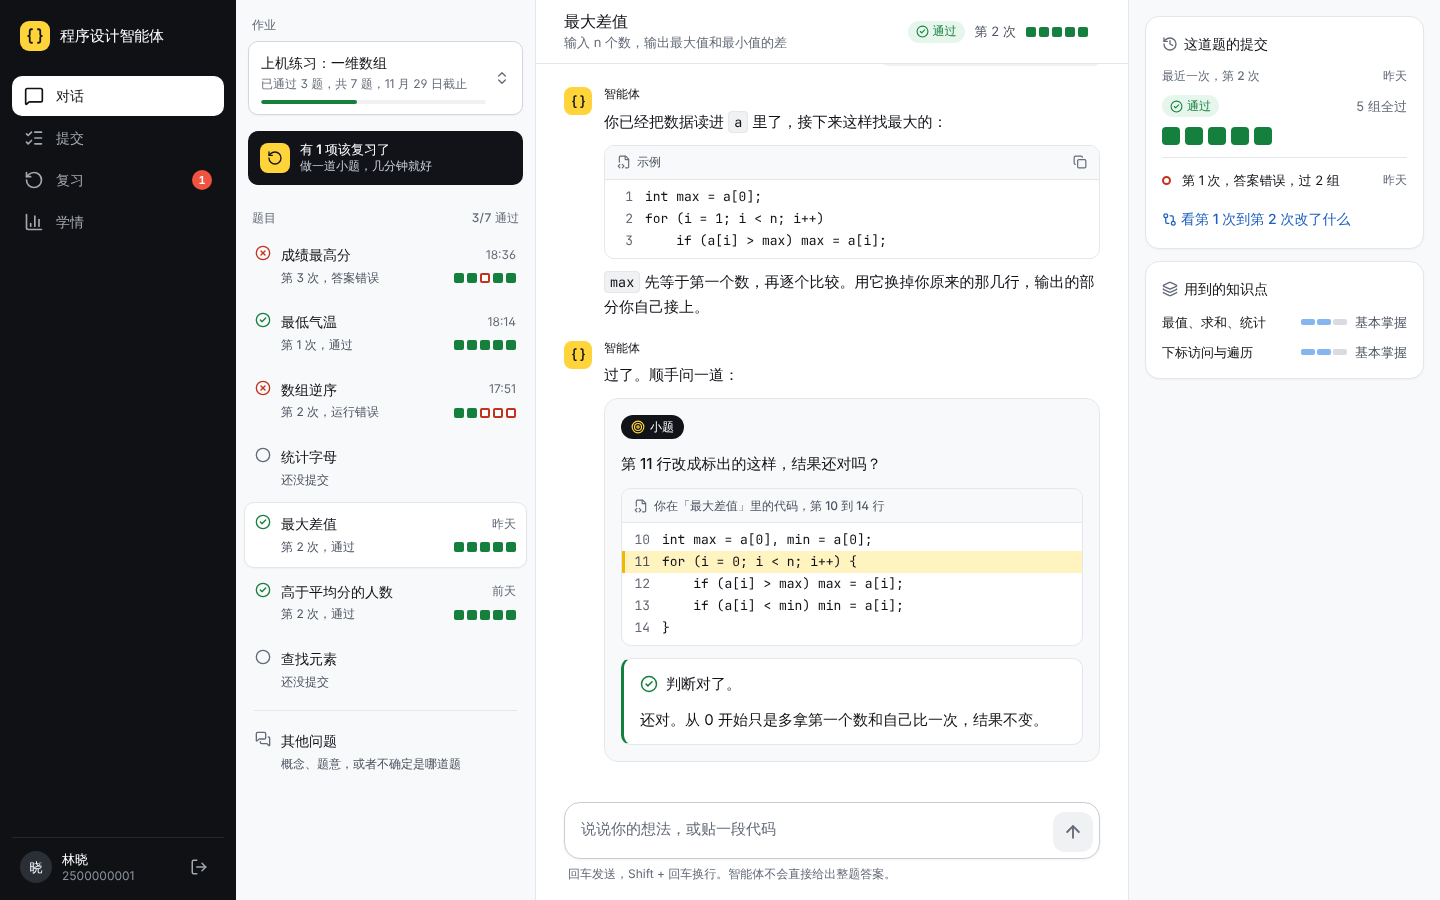 { } 程序设计智能体
对话
提交
复习 1
学情
晓 林晓
2500000001
作业
上机练习：一维数组
已通过 3 题，共 7 题，11 月 29 日截止
有 1 项该复习了
做一道小题，几分钟就好
题目 3/7 通过
成绩最高分 18:36
第 3 次，答案错误
最低气温 18:14
第 1 次，通过
数组逆序 17:51
第 2 次，运行错误
统计字母
还没提交
最大差值 昨天
第 2 次，通过
高于平均分的人数 前天
第 2 次，通过
查找元素
还没提交
其他问题
概念、题意，或者不确定是哪道题
最大差值
输入 n 个数，输出最大值和最小值的差
通过 第 2 次
{ } 智能体
你已经把数据读进 a 里了，接下来这样找最大的：
示例
1 int max = a[0];
2 for (i = 1; i < n; i++)
3     if (a[i] > max) max = a[i];
max 先等于第一个数，再逐个比较。用它换掉你原来的那几行，输出的部
分你自己接上。
{ } 智能体
过了。顺手问一道：
小题
第 11 行改成标出的这样，结果还对吗？
你在「最大差值」里的代码，第 10 到 14 行
10 int max = a[0], min = a[0];
11 for (i = 0; i < n; i++) {
12     if (a[i] > max) max = a[i];
13     if (a[i] < min) min = a[i];
14 }
判断对了。
还对。从 0 开始只是多拿第一个数和自己比一次，结果不变。
说说你的想法，或贴一段代码
回车发送，Shift + 回车换行。智能体不会直接给出整题答案。
这道题的提交
最近一次，第 2 次 昨天
通过 5 组全过
第 1 次，答案错误，过 2 组 昨天
看第 1 次到第 2 次改了什么
用到的知识点
最值、求和、统计 基本掌握
下标访问与遍历 基本掌握